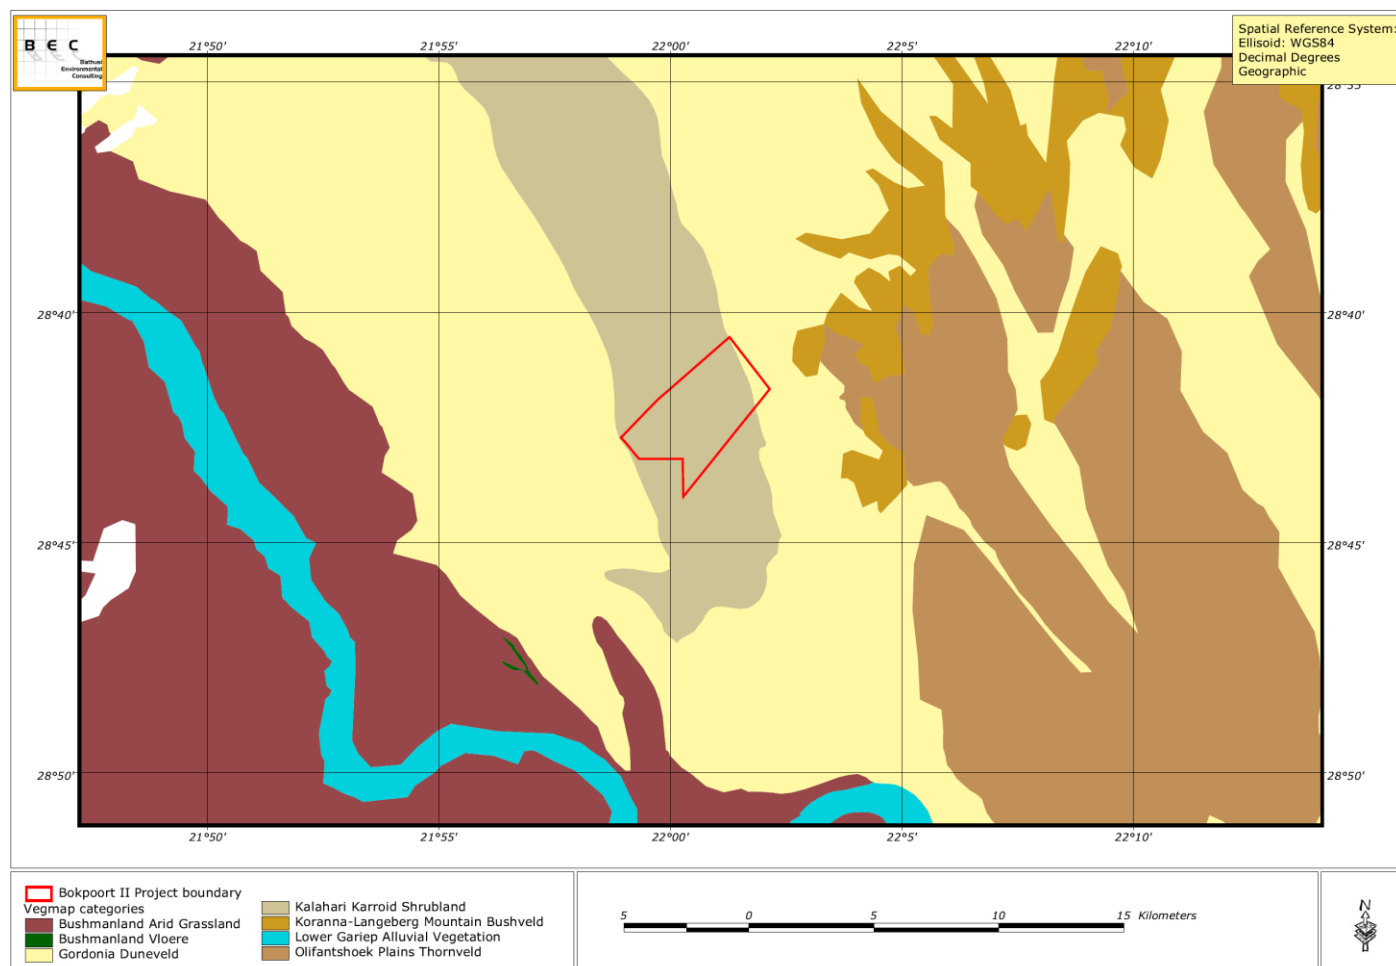 B E C
Bathusi
Environmental
Consulting
21°50'
21°55'
22°00'
22°5'
22°10'
Spatial Reference System:
Ellisoid: WGS84
Decimal Degrees
Geographic
28°35'
28°40'
28°40'
28°45'
28°45'
28°50'
28°50'
21°50'
21°55'
22°00'
22°5'
22°10'
Bokpoort II Project boundary
Vegmap categories
Bushmanland Arid Grassland
Bushmanland Vloere
Gordonia Duneveld
Kalahari Karroid Shrubland
Koranna-Langeberg Mountain Bushveld
Lower Gariep Alluvial Vegetation
Olifantshoek Plains Thornveld
5 0 5 10 15 Kilometers
N